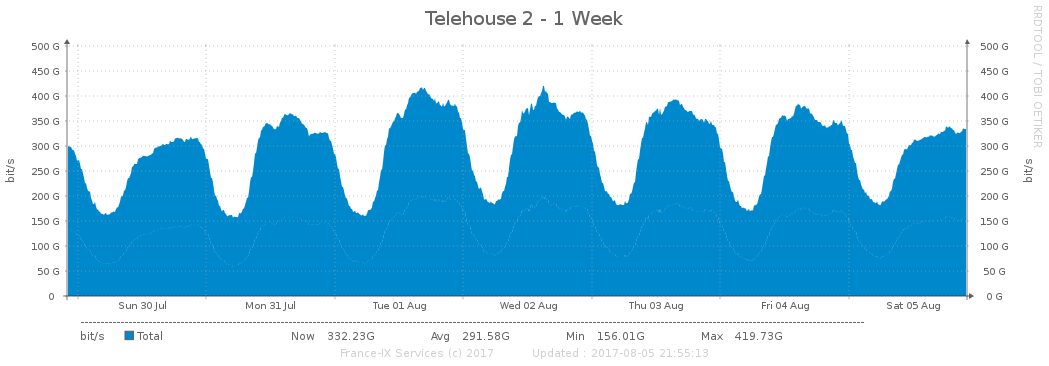 Telehouse 2 - 1 Week
RRDTOOL / TOBI OETIKER
500 G 500 G
450 G 450 G
400 G 400 G
350 G 350 G
300 G 300 G
250 G 250 G
200 G 200 G
150 G 150 G
100 G 100 G
50 G 50 G
0 0 G
bit/s bit/s
Sun 30 Jul Mon 31 Jul Tue 01 Aug Wed 02 Aug Thu 03 Aug Fri 04 Aug Sat 05 Aug
bit/s Total Now 332.23G Avg 291.58G Min 156.01G Max 419.73G
France-IX Services (c) 2017 Updated : 2017-08-05 21:55:13